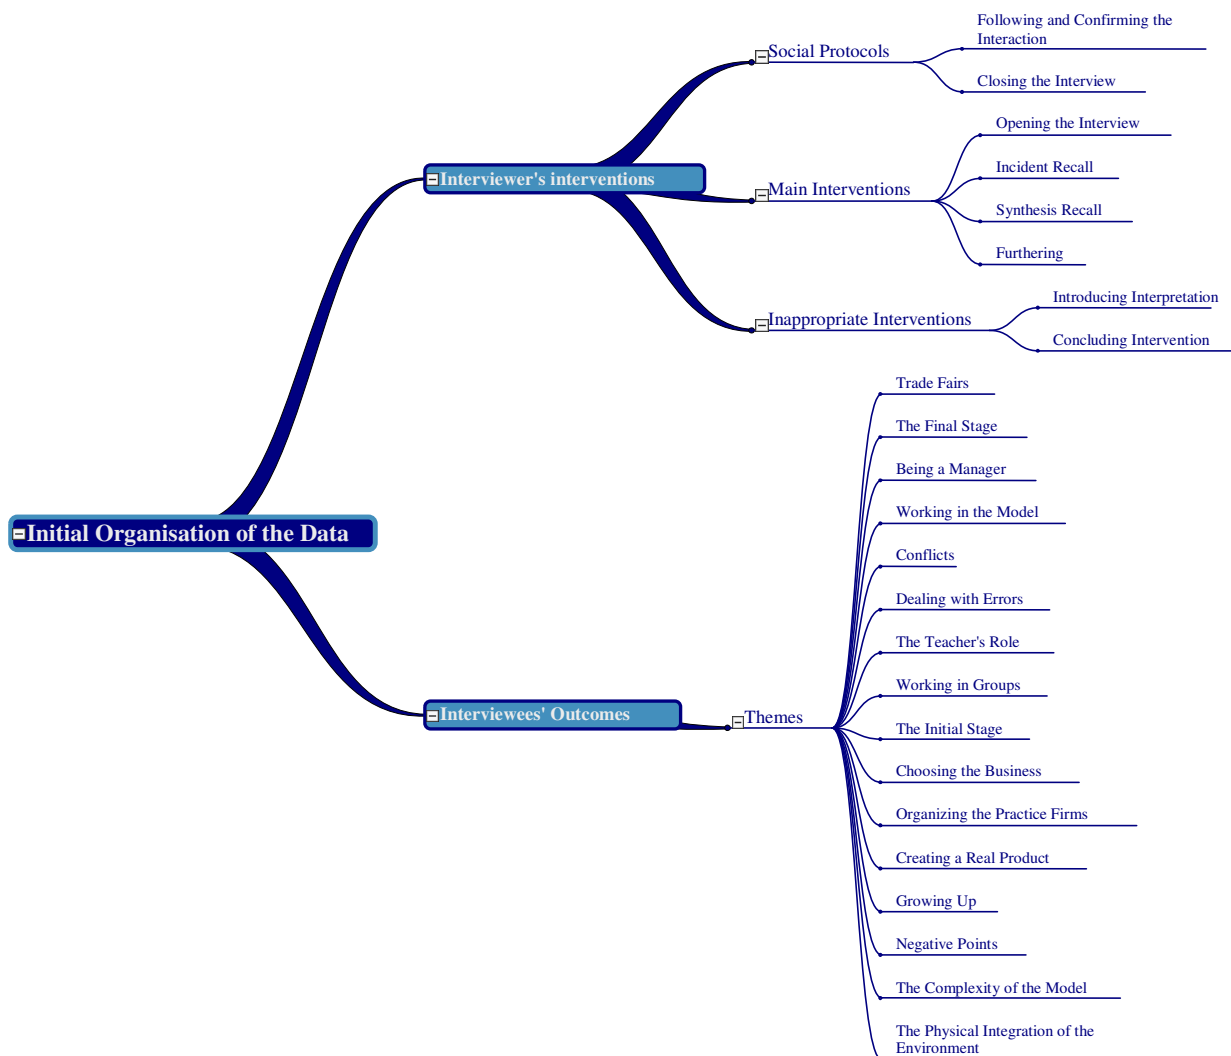 Initial Organisation of the Data
Interviewer's interventions
Social Protocols
Following and Confirming the
Interaction
Closing the Interview
Main Interventions
Opening the Interview
Incident Recall
Synthesis Recall
Furthering
Inappropriate Interventions
Introducing Interpretation
Concluding Intervention
Interviewees' Outcomes
Themes
Trade Fairs
The Final Stage
Being a Manager
Working in the Model
Conflicts
Dealing with Errors
The Teacher's Role
Working in Groups
The Initial Stage
Choosing the Business
Organizing the Practice Firms
Creating a Real Product
Growing Up
Negative Points
The Complexity of the Model
The Physical Integration of the
Environment